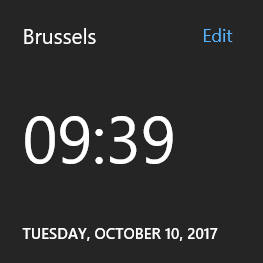 Brussels Edit
09:39
TUESDAY, OCTOBER 10, 2017